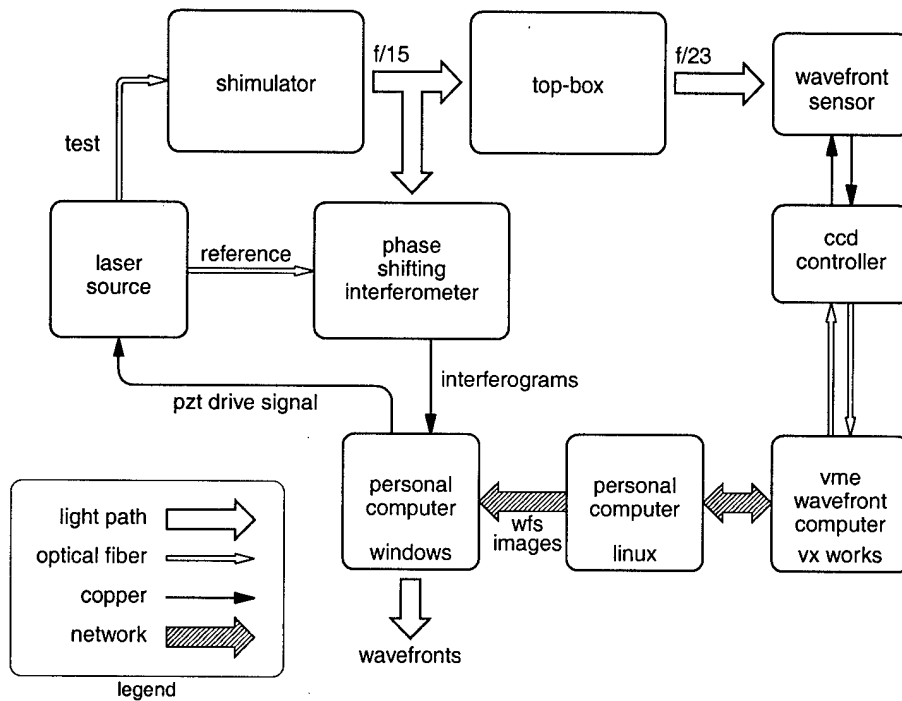 f/15
f/23
shimulator
top-box
wavefront
sensor
test
laser
source
reference
phase
shifting
interferometer
ccd
controller
interferograms
pzt drive signal
personal
computer
windows
wfs
images
personal
computer
linux
vme
wavefront
computer
vx works
wavefronts
light path
optical fiber
copper
network
legend